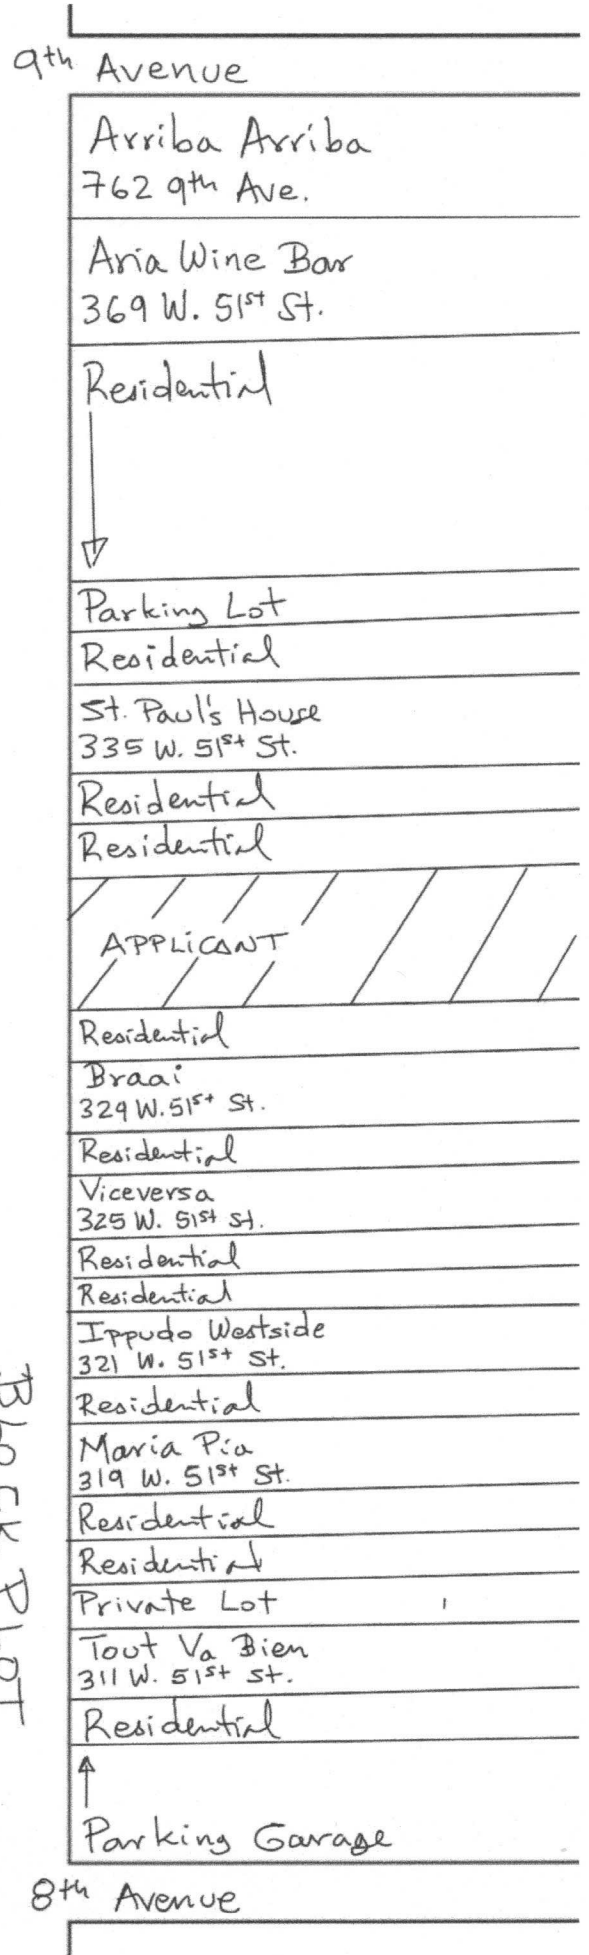 9th Avenue
Arriba Arriba
762 9th Ave.
Aria Wine Bar
369 W. 51st St.
Residential
Parking Lot
Residential
St. Paul's House
335 W. 51st St.
Residential
Residential
APPLICANT
Residential
Braai
329 W. 51st St.
Residential
Viceversa
325 W. 51st St.
Residential
Residential
Ippudo Westside
321 W. 51st St.
Residential
Maria Pia
319 W. 51st St.
Residential
Residential
Private Lot
Tout Va Bien
311 W. 51st St.
Residential
Parking Garage
8th Avenue
Block PLOT